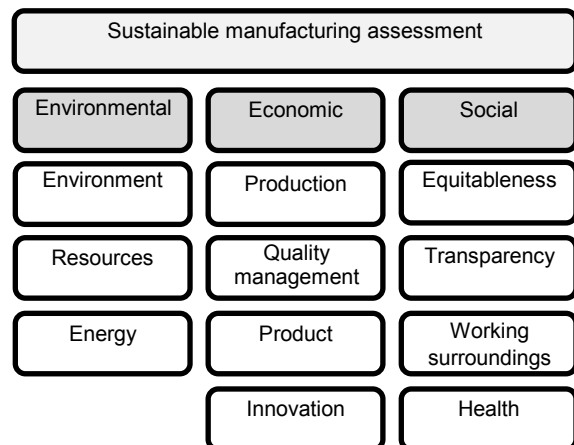 Sustainable manufacturing assessment
Environmental
Economic
Social
Environment
Production
Equitableness
Resources
Quality
management
Transparency
Energy
Product
Working
surroundings
Innovation
Health